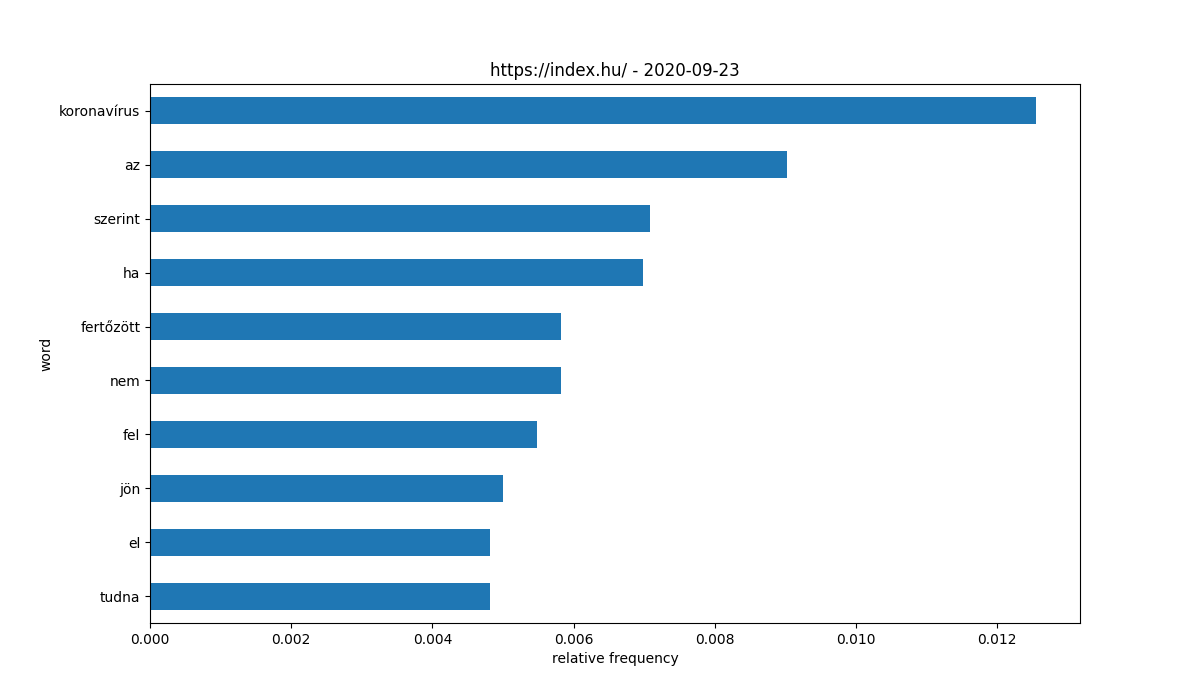 https://index.hu/ - 2020-09-23
koronavírus
az
szerint
ha
fertőzött
nem
fel
jön
el
tudna
word
0.000 0.002 0.004 0.006 0.008 0.010 0.012
relative frequency